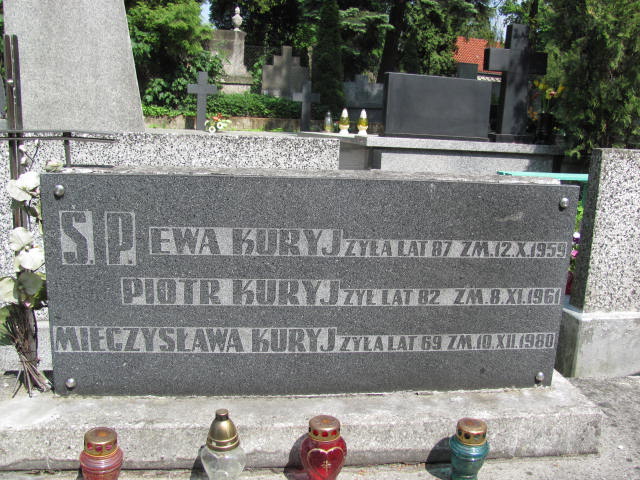 Ś.P. EWA KURYJ ŻYŁA LAT 87 ZM.12.X.1959
PIOTR KURYJ ŻYŁ LAT 82 ZM.8.XI.1961
MIECZYSŁAWA KURYJ ŻYŁA LAT 69 ZM.10.XII.1980